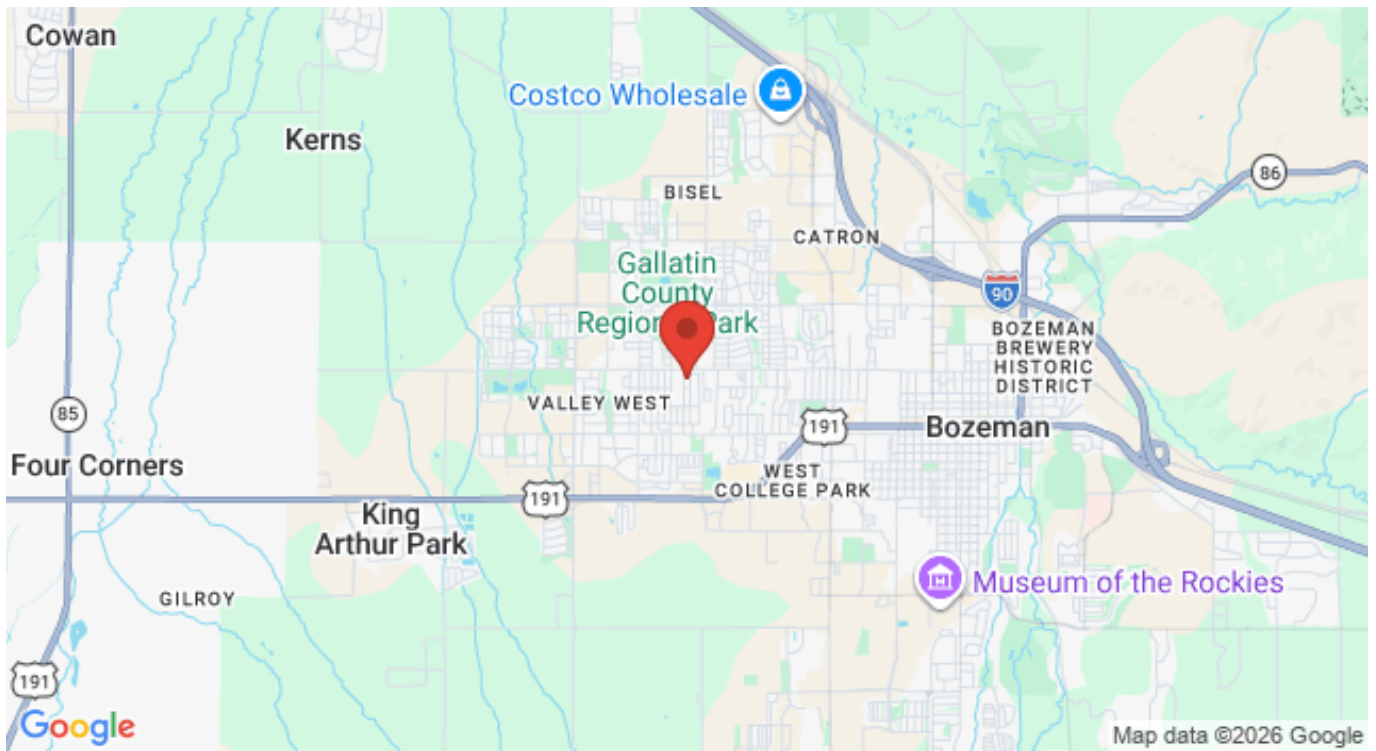 Cowan
Costco Wholesale
Kerns
86
BISEL
CATRON
Gallatin
County
Regional Park
90
BOZEMAN
BREWERY
HISTORIC
DISTRICT
VALLEY WEST
85
191
Bozeman
Four Corners
WEST
COLLEGE PARK
191
King
Arthur Park
Museum of the Rockies
GILROY
191
Google
Map data ©2026 Google